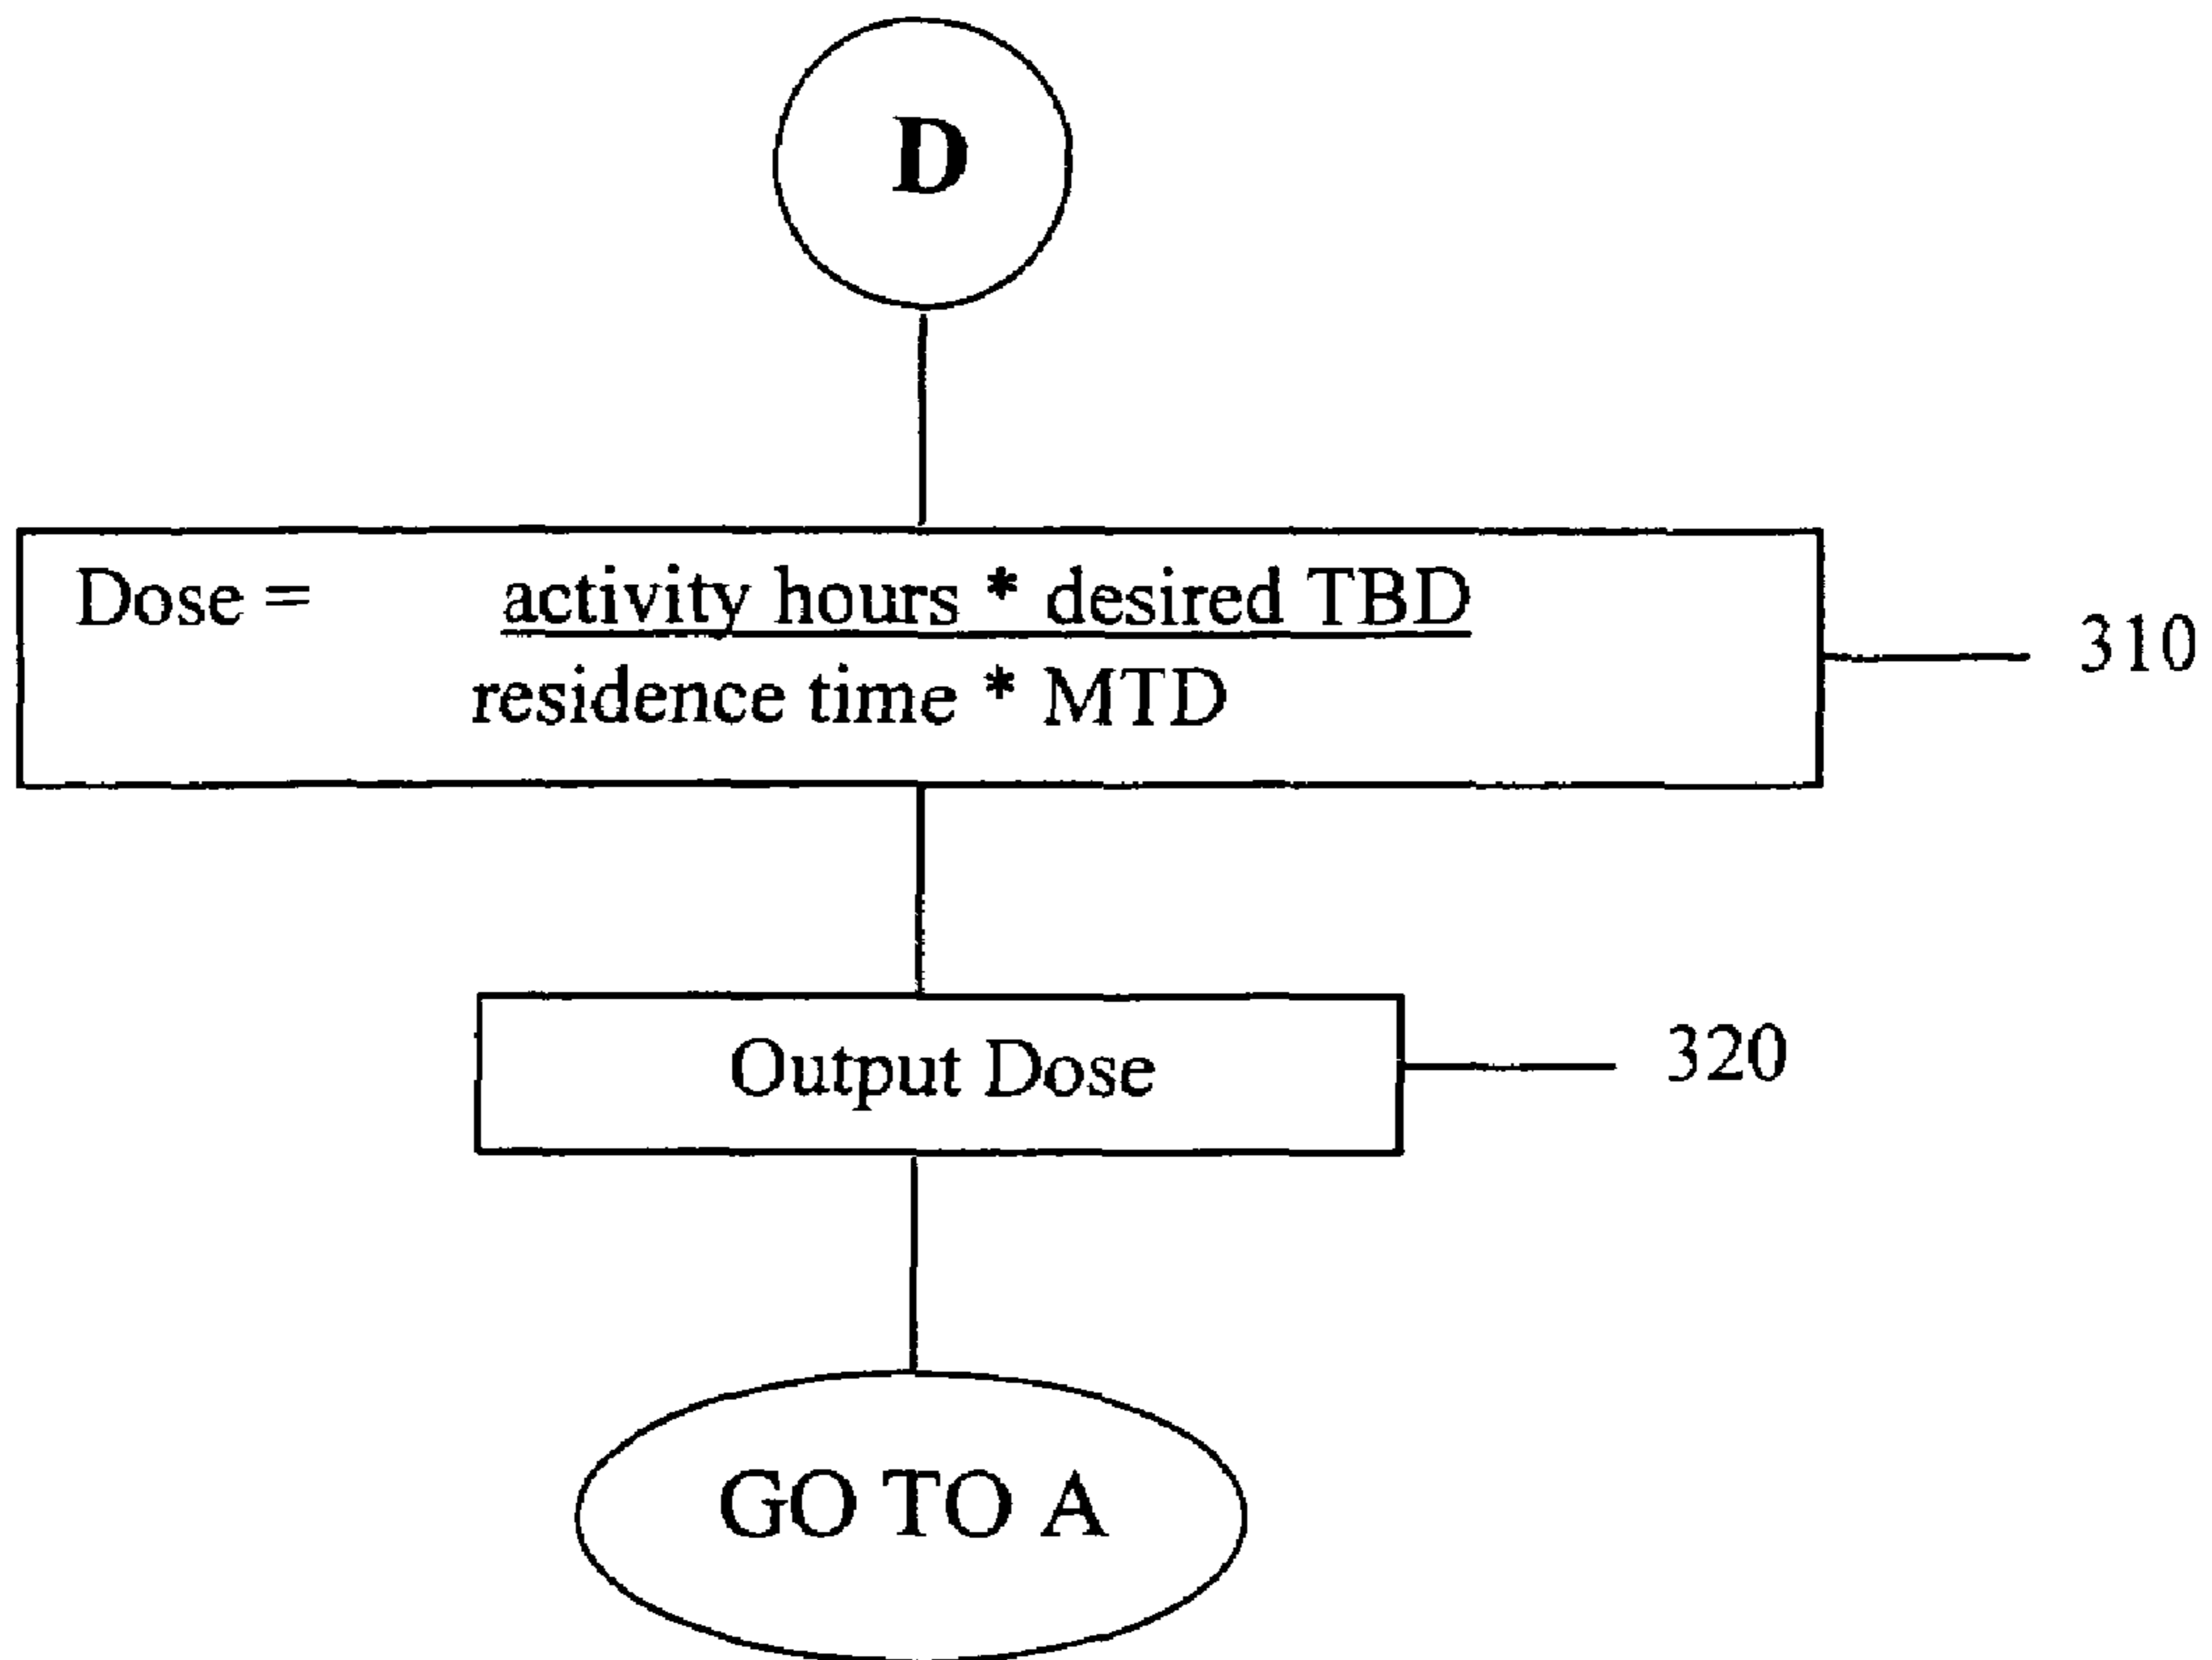 D
Dose = activity hours * desired TBD
residence time * MTD
310
Output Dose
320
GO TO A